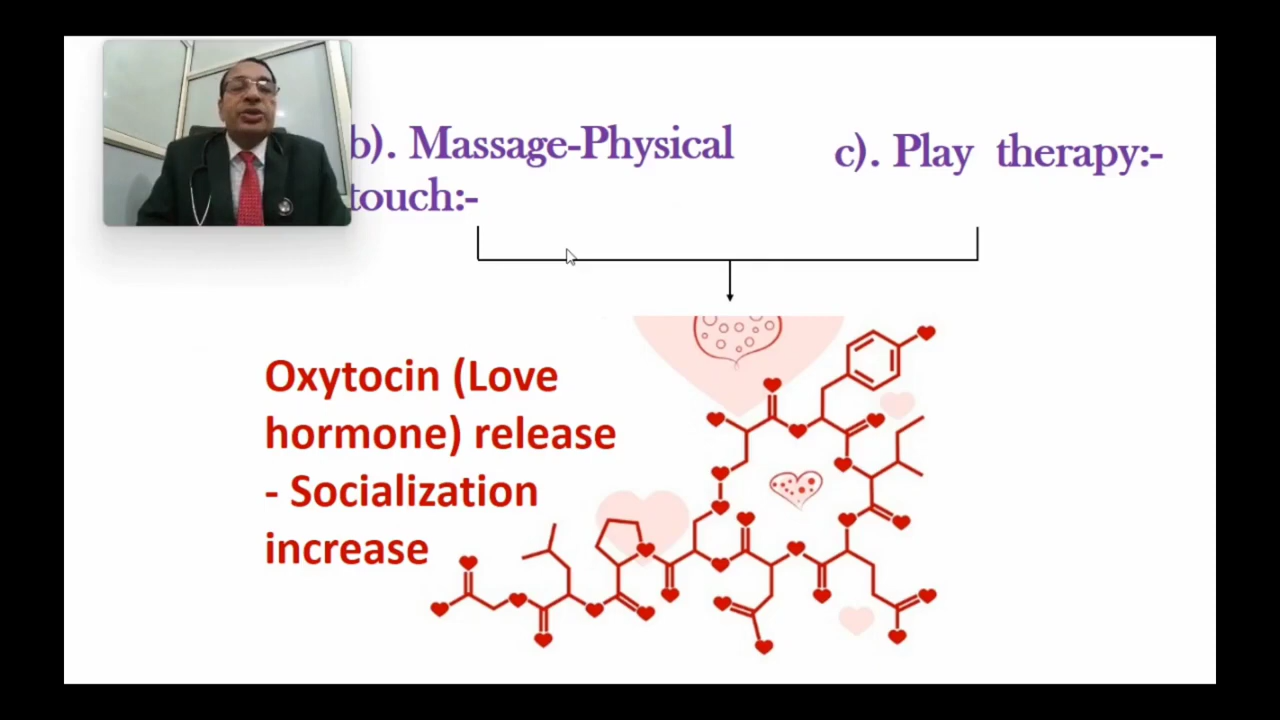 b). Massage-Physical
touch:-
c). Play therapy:-
Oxytocin (Love
hormone) release
- Socialization
increase